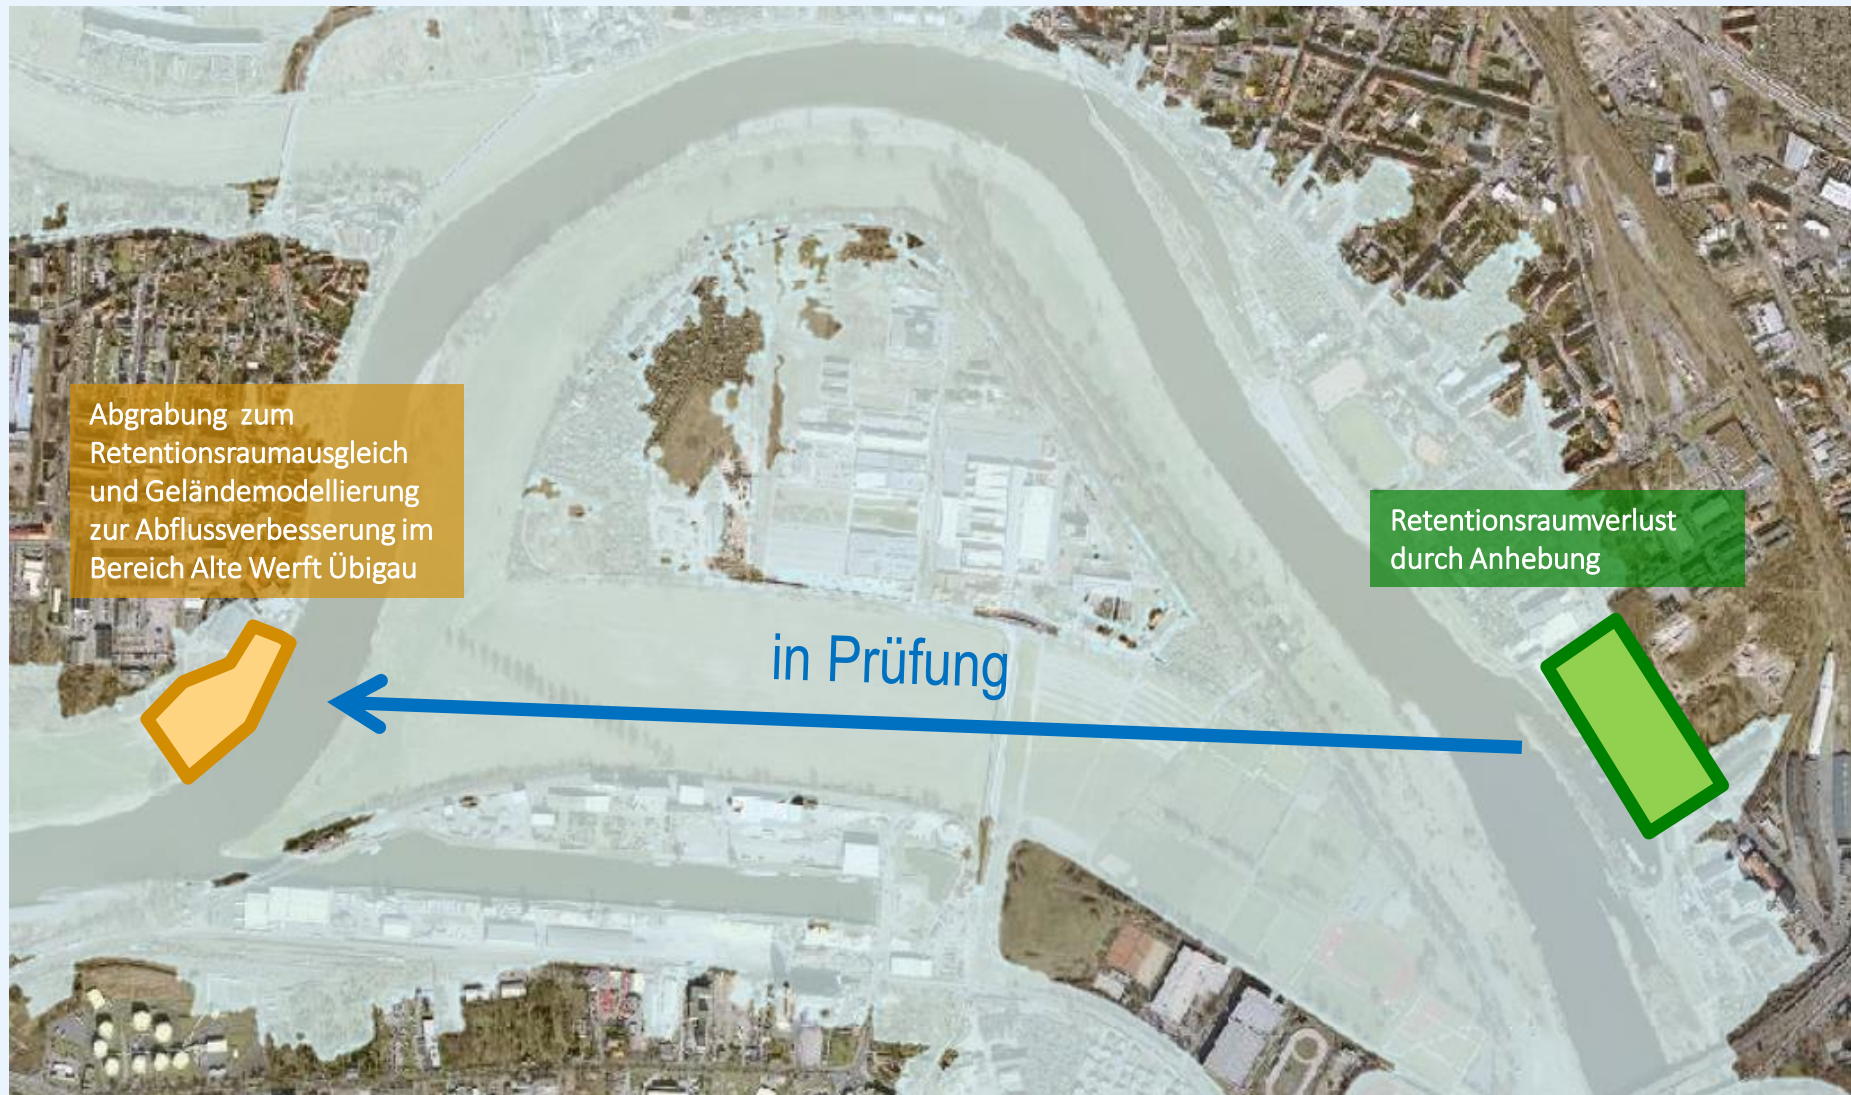 Abgrabung zum
Retentionsraumausgleich
und Geländemodellierung
zur Abflussverbesserung im
Bereich Alte Werft Übigau
Retentionsraumverlust
durch Anhebung
in Prüfung